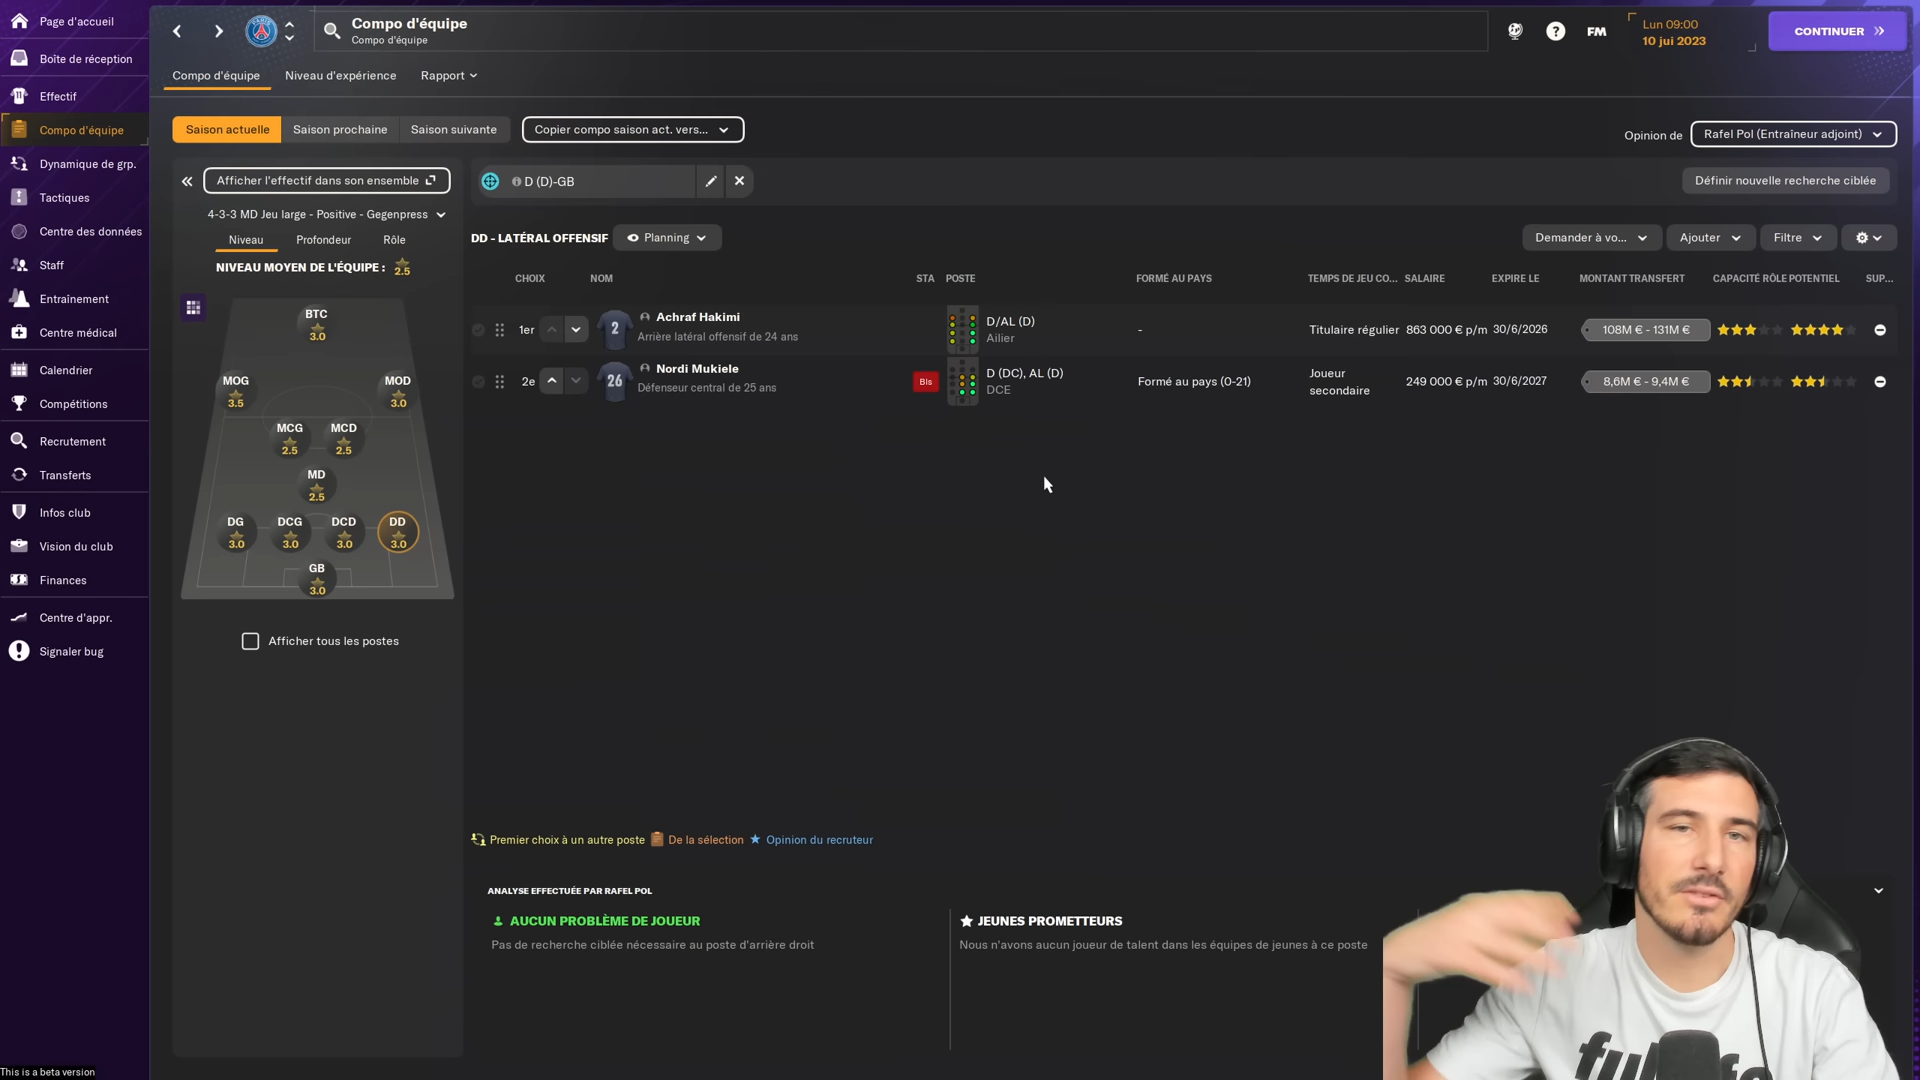 Page d'accueil
Boîte de réception
Effectif
Compo d'équipe
Dynamique de grp.
Tactiques
Centre des données
Staff
Entraînement
Centre médical
Calendrier
Compétitions
Recrutement
Transferts
Infos club
Vision du club
Finances
Centre d'appr.
Signaler bug
This is a beta version
Compo d'équipe
Compo d'équipe
FM
Lun 09:00
10 jui 2023
CONTINUER
Compo d'équipe Niveau d'expérience Rapport
Saison actuelle Saison prochaine Saison suivante Copier compo saison act. vers...
Opinion de Rafel Pol (Entraîneur adjoint)
Afficher l'effectif dans son ensemble
4-3-3 MD Jeu large - Positive - Gegenpress
Niveau Profondeur Rôle
NIVEAU MOYEN DE L'ÉQUIPE : 2.5
BTC
3.0
MOG MOD
3.5 3.0
MCG MCD
2.5 2.5
MD
2.5
DG DCG DCD DD
3.0 3.0 3.0 3.0
GB
3.0
Afficher tous les postes
D (D)-GB
Définir nouvelle recherche ciblée
DD - LATÉRAL OFFENSIF Planning
Demander à vo... Ajouter Filtre
CHOIX NOM STA POSTE FORMÉ AU PAYS TEMPS DE JEU CO... SALAIRE EXPIRE LE MONTANT TRANSFERT CAPACITÉ RÔLE POTENTIEL SUP...
1er 2 Achraf Hakimi
Arrière latéral offensif de 24 ans
D/AL (D)
Ailier
- Titulaire régulier 863 000 € p/m 30/6/2026 108M € - 131M €
2e 26 Nordi Mukiele
Défenseur central de 25 ans
Bls
D (DC), AL (D)
DCE
Formé au pays (0-21) Joueur
secondaire
249 000 € p/m 30/6/2027 8,6M € - 9,4M €
Premier choix à un autre poste De la sélection Opinion du recruteur
ANALYSE EFFECTUÉE PAR RAFEL POL
AUCUN PROBLÈME DE JOUEUR
Pas de recherche ciblée nécessaire au poste d'arrière droit
JEUNES PROMETTEURS
Nous n'avons aucun joueur de talent dans les équipes de jeunes à ce poste